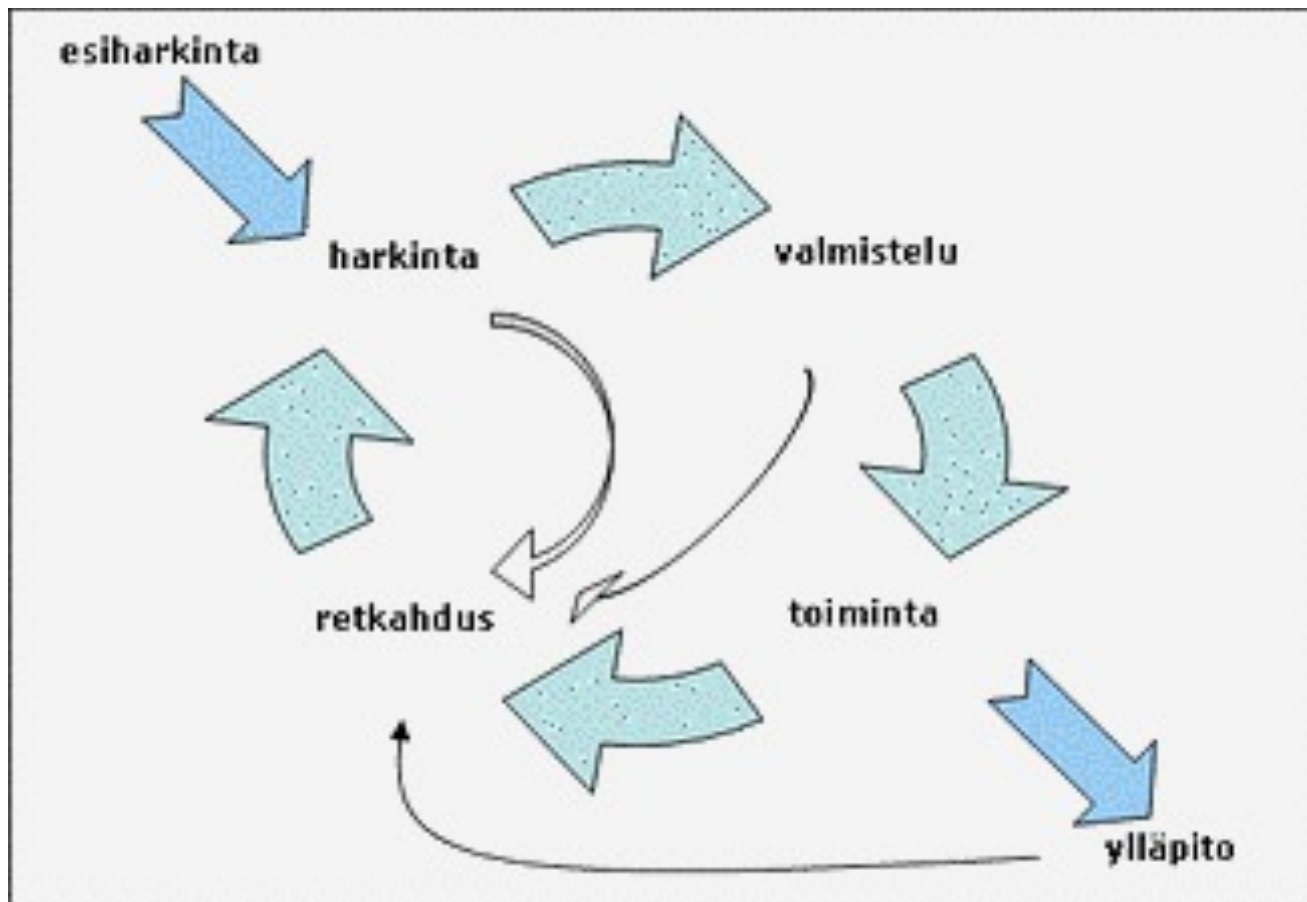 esiharkinta
harkinta
valmistelu
retkahdus
toiminta
ylläpito